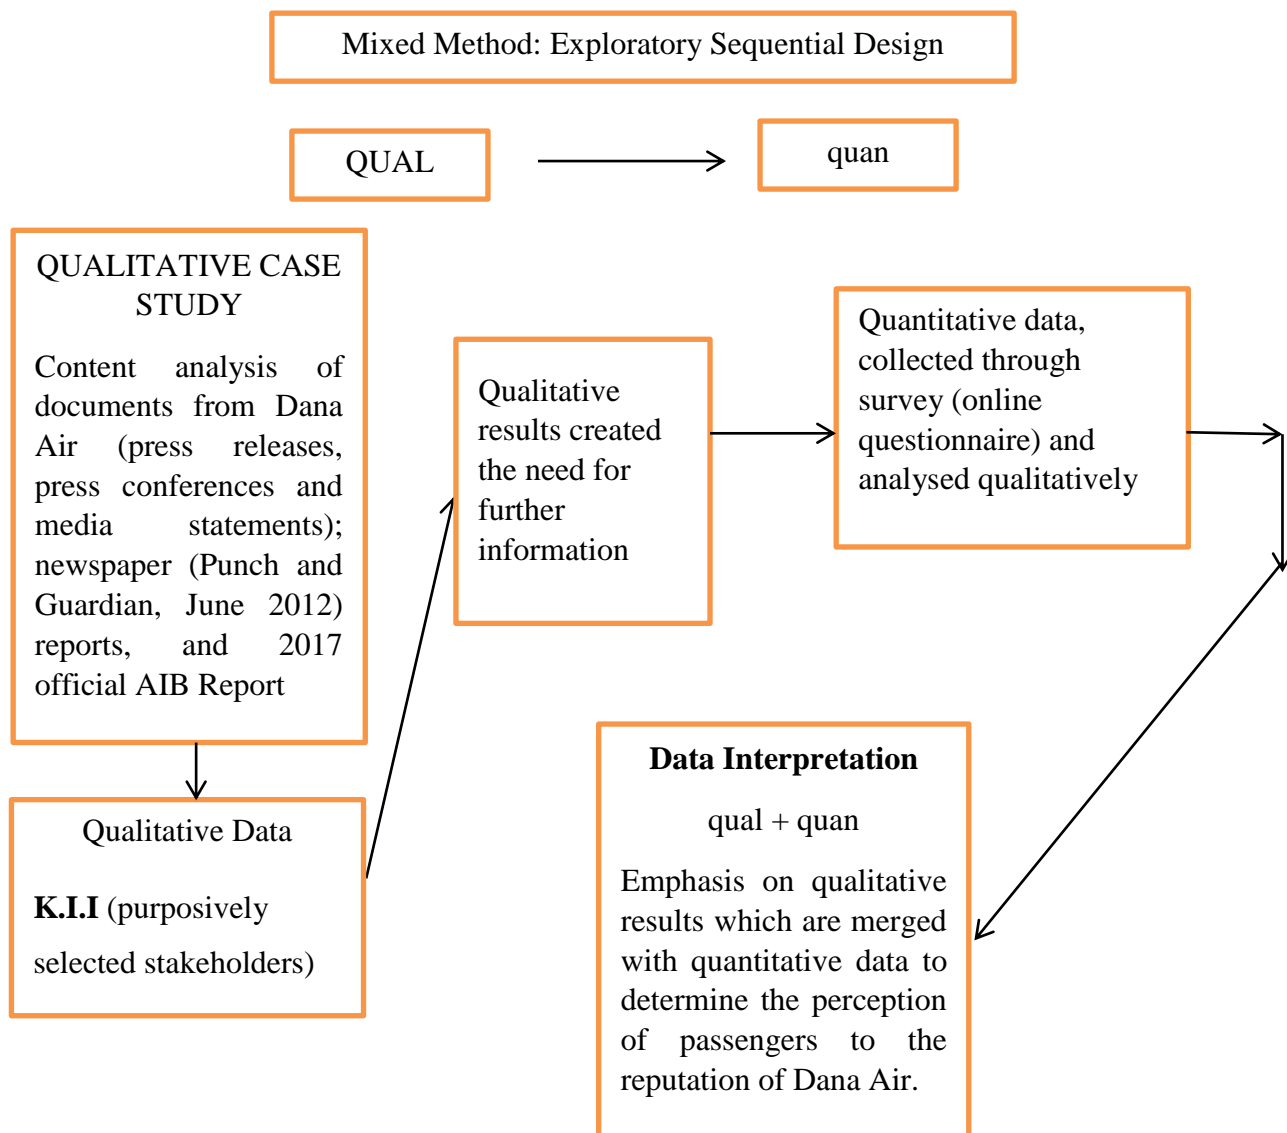 Mixed Method: Exploratory Sequential Design
QUAL
quan
QUALITATIVE CASE
STUDY
Content analysis of
documents from Dana
Air (press releases,
press conferences and
media statements);
newspaper (Punch and
Guardian, June 2012)
reports, and 2017
official AIB Report
Qualitative Data
K.I.I (purposively
selected stakeholders)
Qualitative
results created
the need for
further
information
Quantitative data,
collected through
survey (online
questionnaire) and
analysed qualitatively
Data Interpretation
qual + quan
Emphasis on qualitative
results which are merged
with quantitative data to
determine the perception
of passengers to the
reputation of Dana Air.